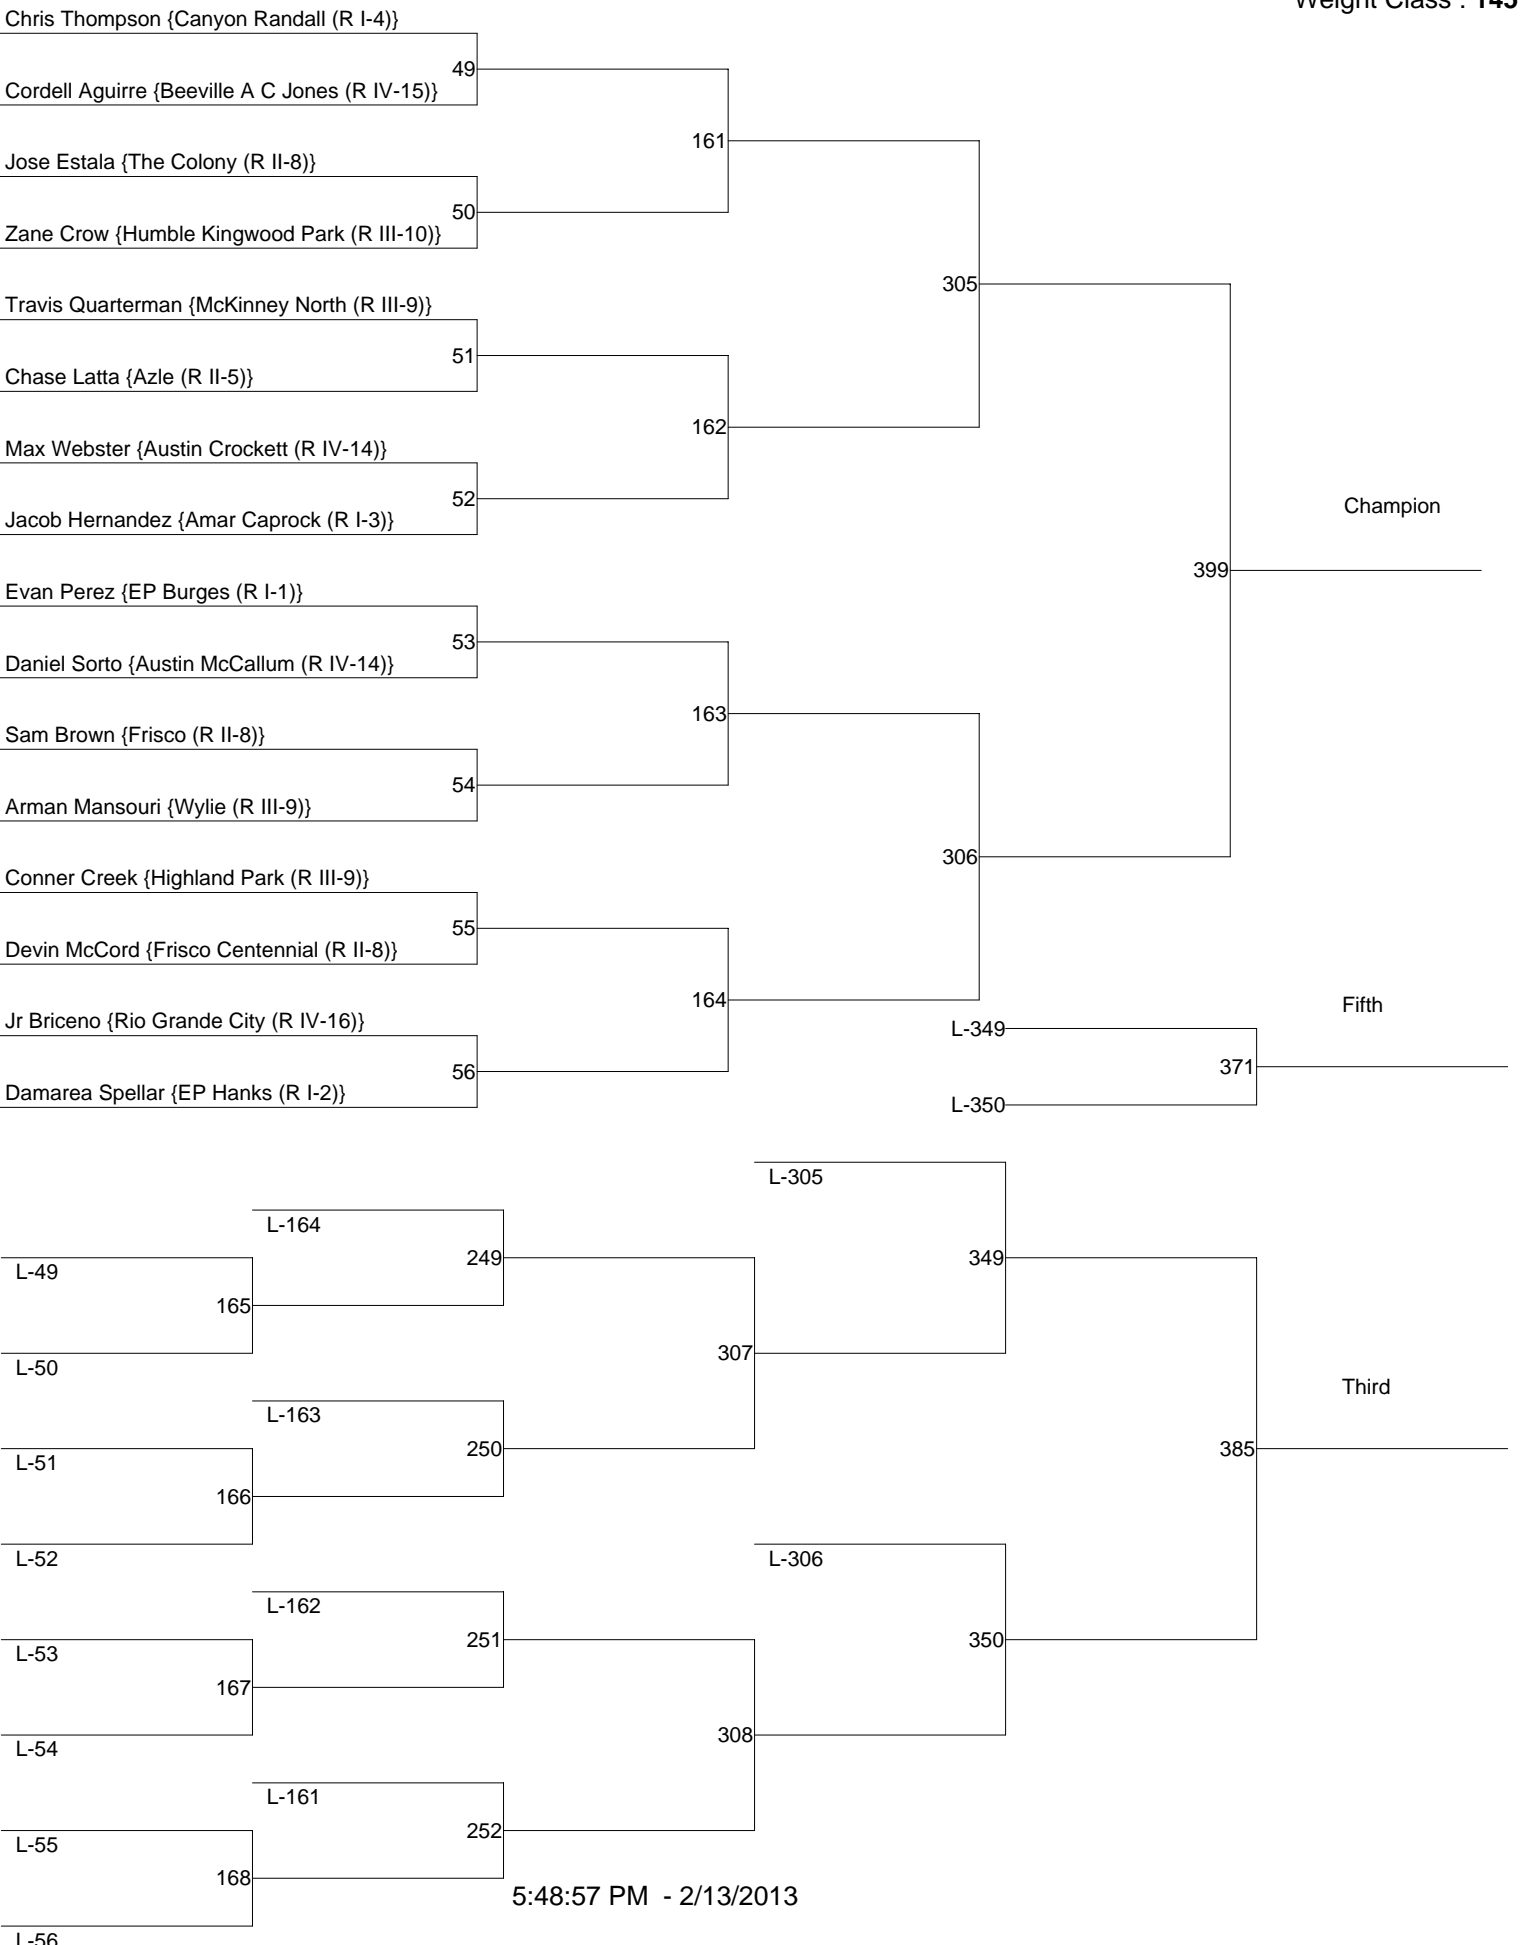 Weight Class : 145
Chris Thompson {Canyon Randall (R I-4)}
49
Cordell Aguirre {Beeville A C Jones (R IV-15)}
161
Jose Estala {The Colony (R II-8)}
50
Zane Crow {Humble Kingwood Park (R III-10)}
305
Travis Quarterman {McKinney North (R III-9)}
51
Chase Latta {Azle (R II-5)}
162
Max Webster {Austin Crockett (R IV-14)}
52
Jacob Hernandez {Amar Caprock (R I-3)}
Champion
399
Evan Perez {EP Burges (R I-1)}
53
Daniel Sorto {Austin McCallum (R IV-14)}
163
Sam Brown {Frisco (R II-8)}
54
Arman Mansouri {Wylie (R III-9)}
306
Conner Creek {Highland Park (R III-9)}
55
Devin McCord {Frisco Centennial (R II-8)}
164
Jr Briceno {Rio Grande City (R IV-16)}
56
Damarea Spellar {EP Hanks (R I-2)}
Fifth
L-349
371
L-350
L-305
L-164
249
349
L-49
165
L-50
307
Third
L-163
250
385
L-51
166
L-52
L-306
L-162
251
350
L-53
167
L-54
308
L-161
252
L-55
168
5:48:57 PM - 2/13/2013
L-56